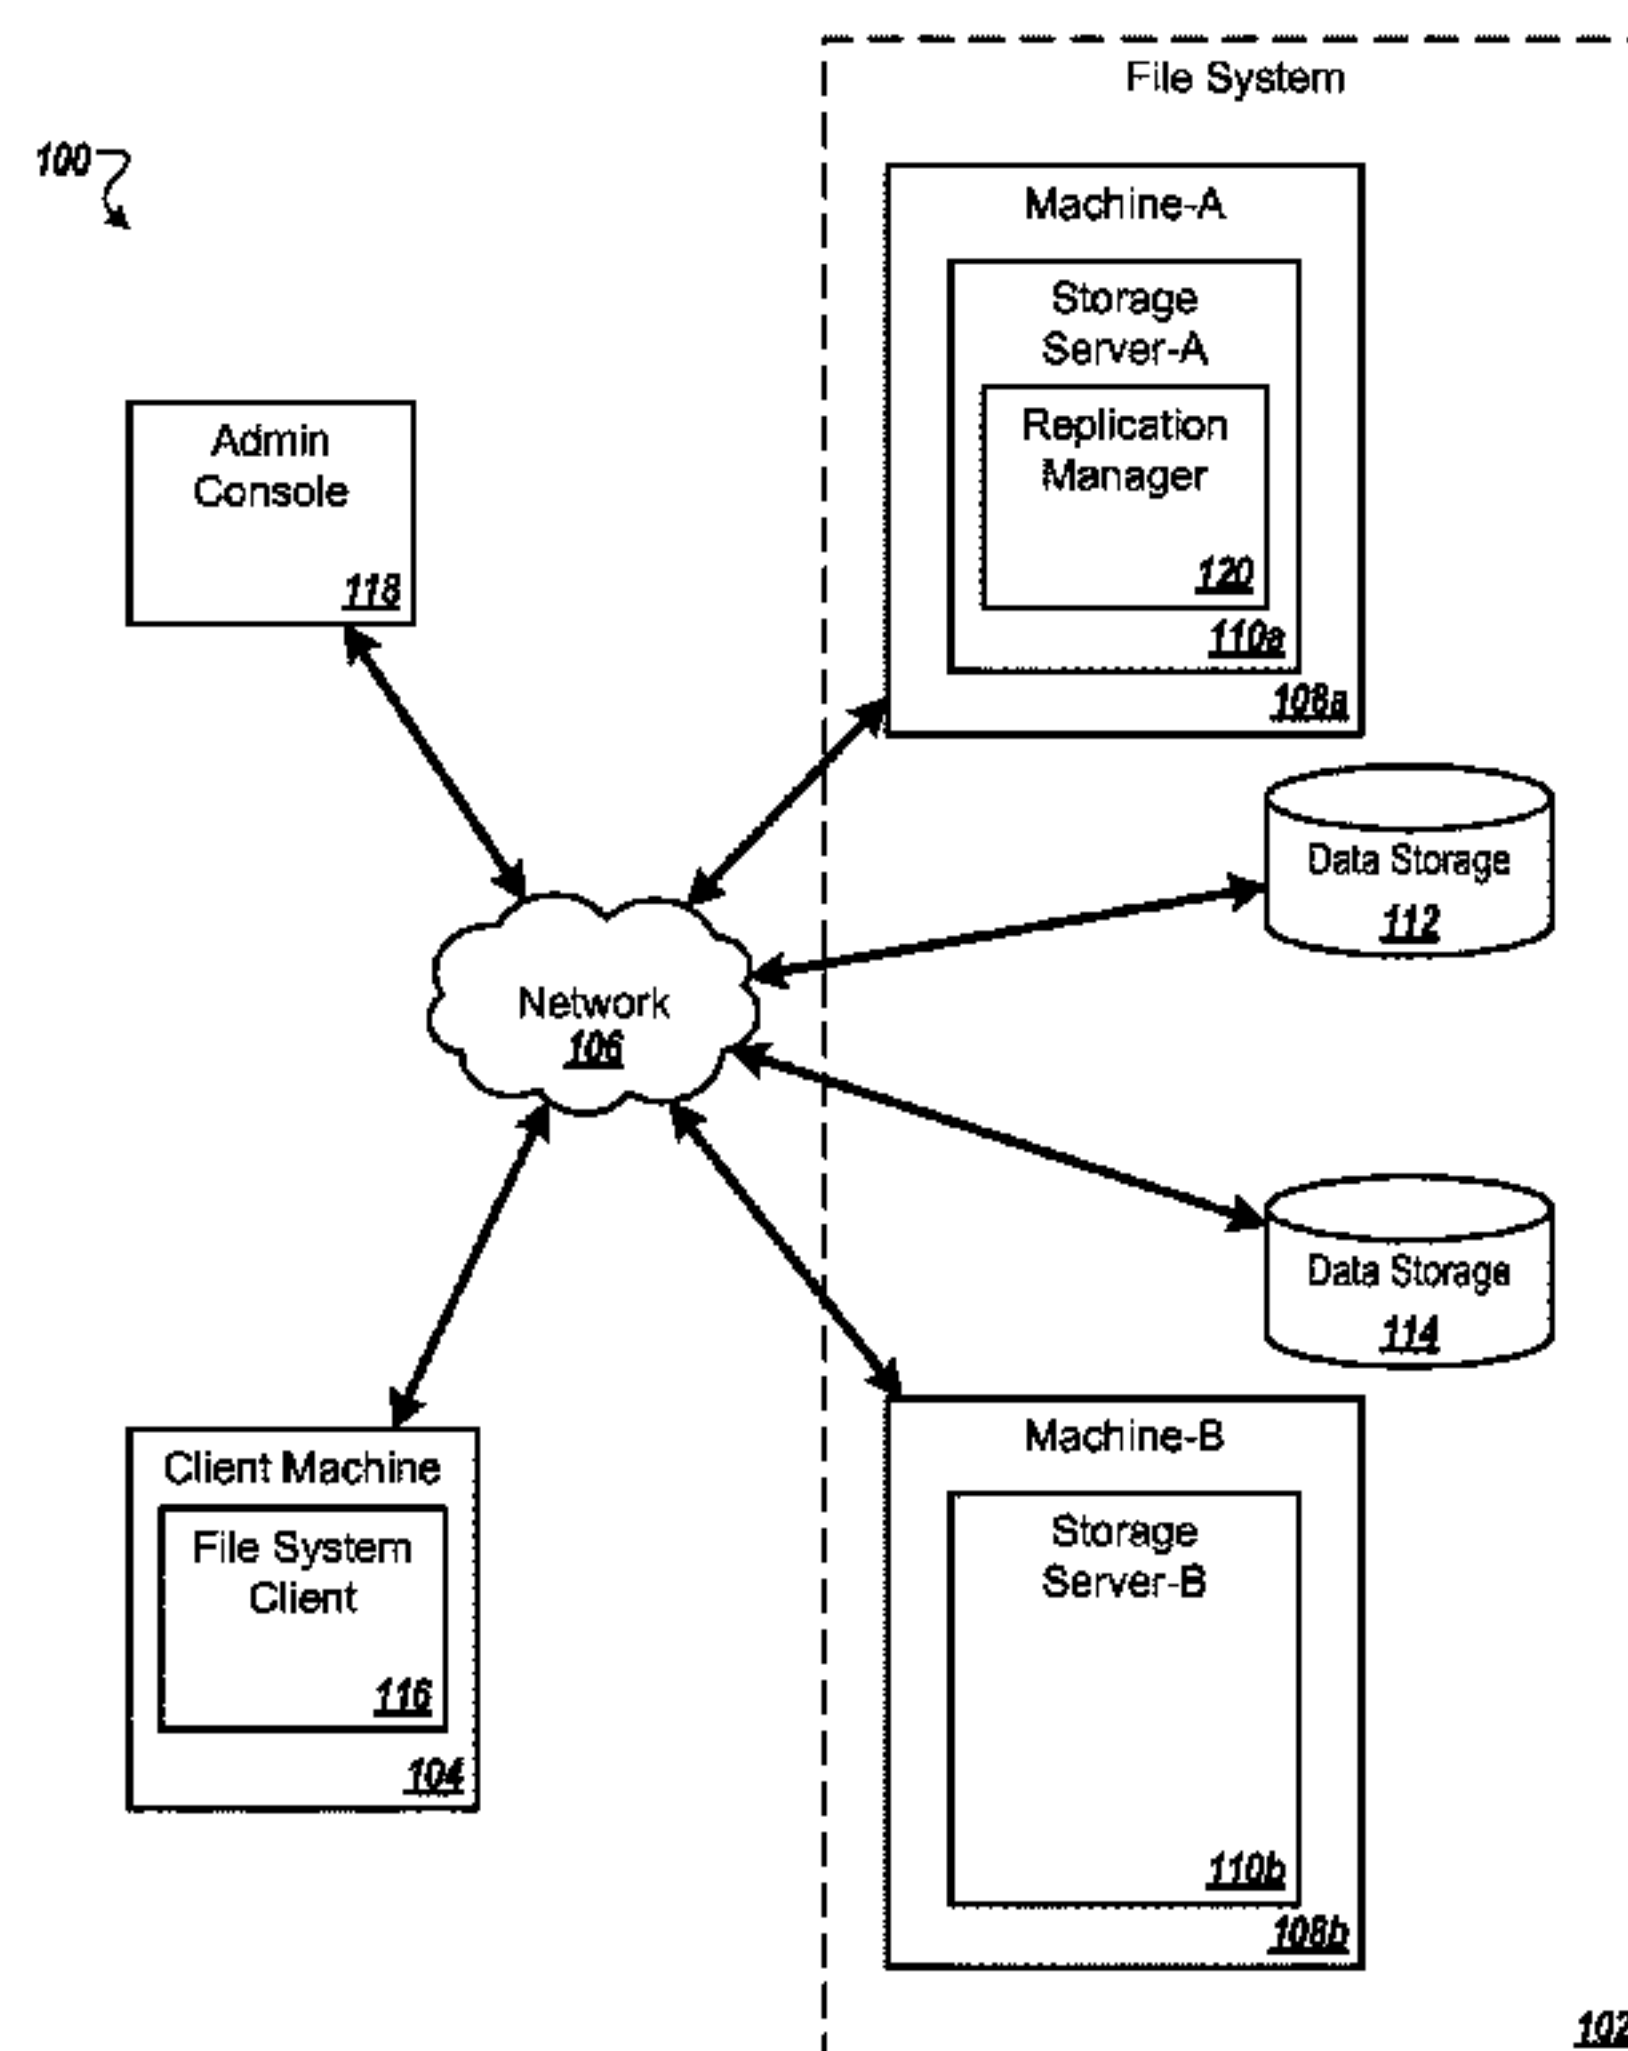 File System
100
Machine-A
Storage
Server-A
Replication
Manager
120
110a
108a
Admin
Console
118
Data Storage
112
Network
106
Data Storage
114
Machine-B
Storage
Server-B
110b
108b
Client Machine
File System
Client
116
104
102